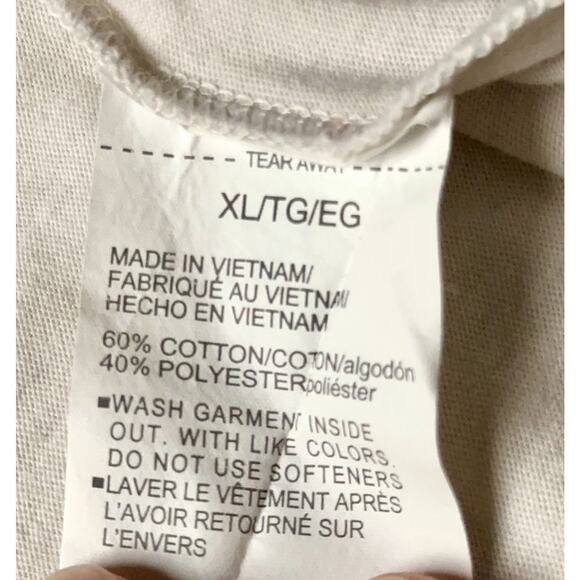 TEAR AWAY
XL/TG/EG
MADE IN VIETNAM/
FABRIQUÉ AU VIETNAM/
HECHO EN VIETNAM
60% COTTON/COTON/algodón
40% POLYESTER/poliéster
■WASH GARMENT INSIDE
OUT. WITH LIKE COLORS.
DO NOT USE SOFTENERS
■LAVER LE VÊTEMENT APRÈS
L'AVOIR RETOURNÉ SUR
L'ENVERS